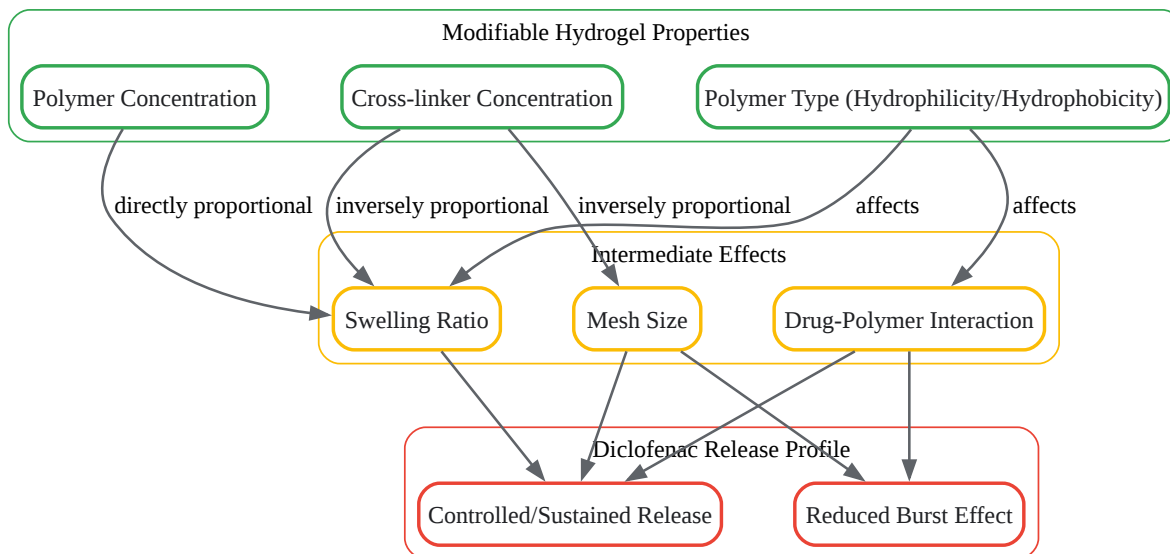 Modifiable Hydrogel Properties
Polymer Concentration
Cross-linker Concentration
Polymer Type (Hydrophilicity/Hydrophobicity)
directly proportional
inversely proportional
inversely proportional
affects
affects
Intermediate Effects
Swelling Ratio
Mesh Size
Drug-Polymer Interaction
Diclofenac Release Profile
Controlled/Sustained Release
Reduced Burst Effect